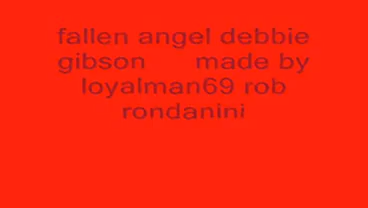 fallen angel debbie
gibson made by
loyalman69 rob
rondanini